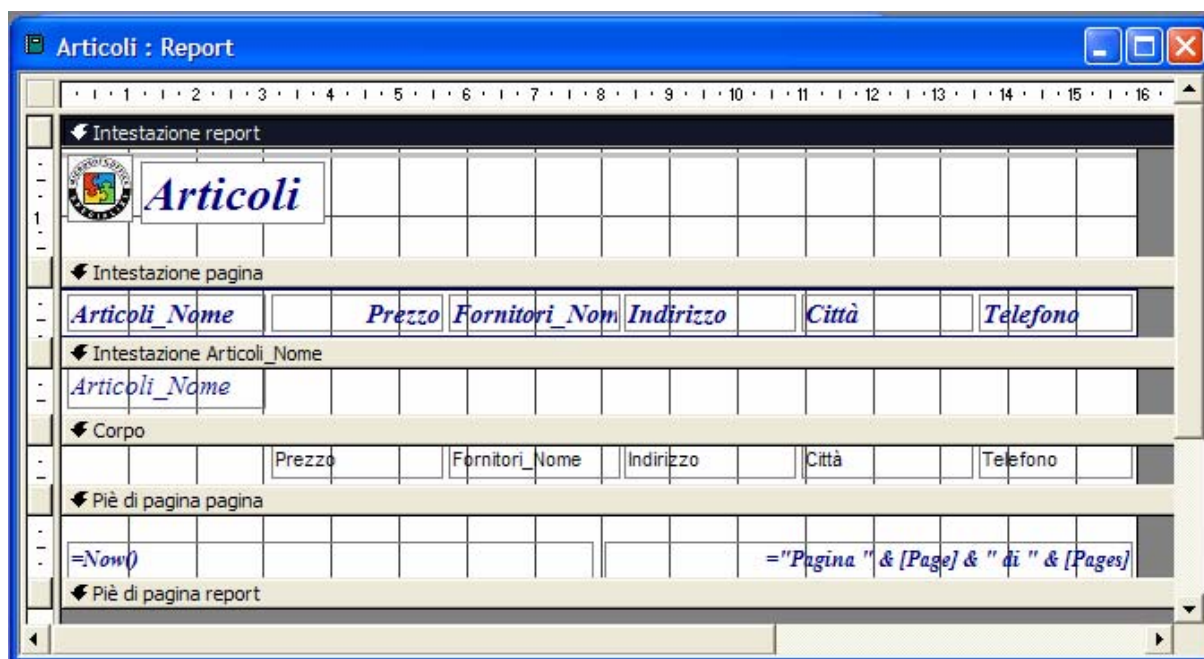 Articoli : Report
1 2 3 4 5 6 7 8 9 10 11 12 13 14 15 16
Intestazione report
1
Articoli
Intestazione pagina
Articoli_Nome Prezzo Fornitori_Nom Indirizzo Città Telefono
Intestazione Articoli_Nome
Articoli_Nome
Corpo
Prezzo Fornitori_Nome Indirizzo Città Telefono
Piè di pagina pagina
=Now() ="Pagina " & [Page] & " di " & [Pages]
Piè di pagina report